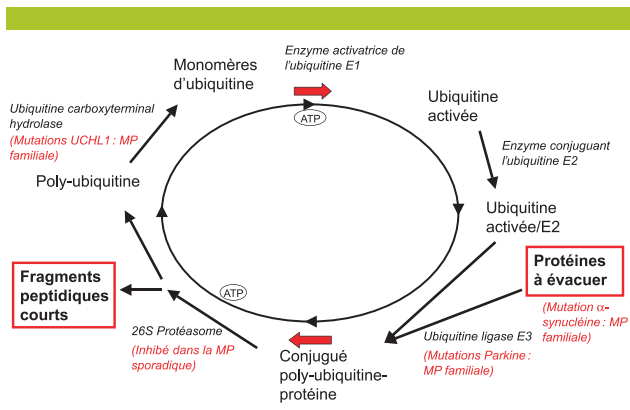 Enzyme activatrice de
l'ubiquitine E1
Monomères
d'ubiquitine
ATP
Ubiquitine
activée
Enzyme conjuguant
l'ubiquitine E2
Ubiquitine
activée/E2
Protéines
à évacuer
(Mutation α-
synucléine : MP
familiale)
Ubiquitine ligase E3
(Mutations Parkine :
MP familiale)
Conjugué
poly-ubiquitine-
protéine
26S Protéasome
(Inhibé dans la MP
sporadique)
ATP
Fragments
peptidiques
courts
Poly-ubiquitine
Ubiquitine carboxyterminal
hydrolase
(Mutations UCHL1 : MP
familiale)